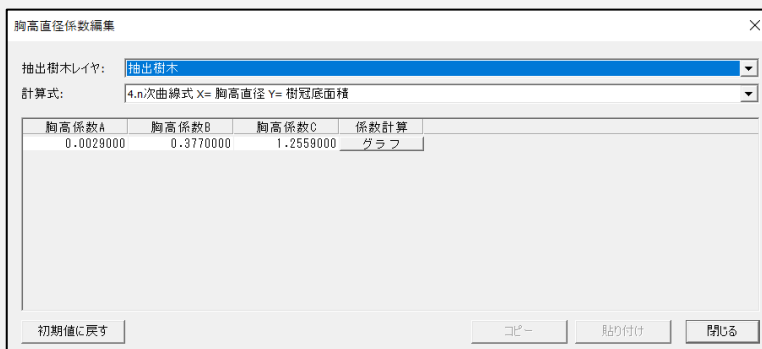 胸高直径係数編集
抽出樹木レイヤ: 抽出樹木
計算式: 4.n次曲線式 X= 胸高直径 Y= 樹冠底面積
胸高係数A 胸高係数B 胸高係数C 係数計算
0.0029000 0.3770000 1.2559000 グラフ
初期値に戻す コピー 貼り付け 閉じる